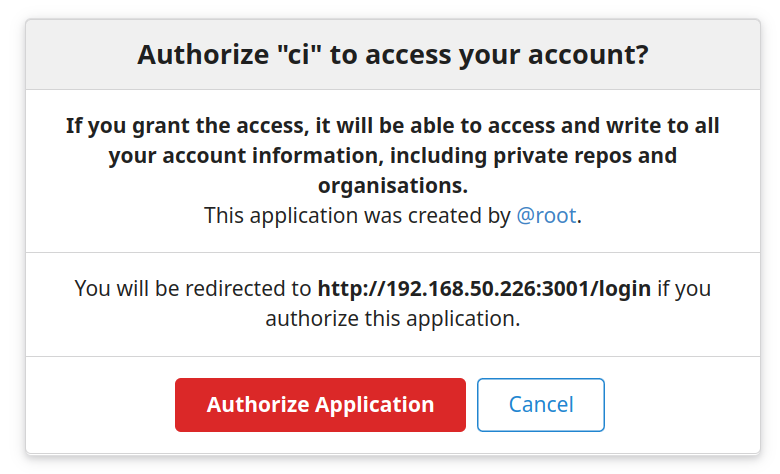 Authorize "ci" to access your account?
If you grant the access, it will be able to access and write to all
your account information, including private repos and
organisations.
This application was created by @root.
You will be redirected to http://192.168.50.226:3001/login if you
authorize this application.
Authorize Application
Cancel